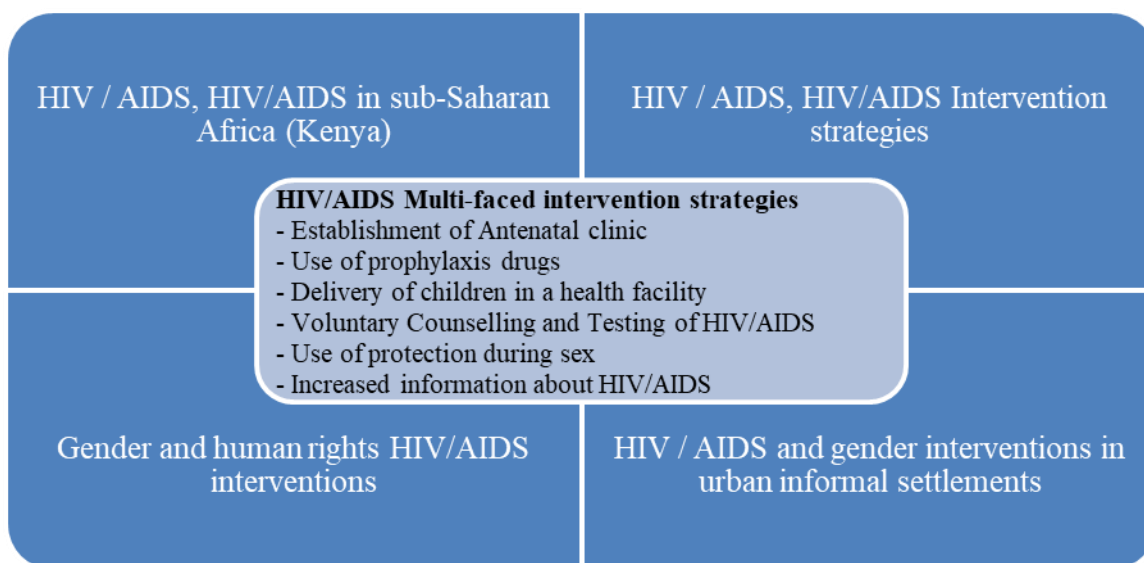 HIV / AIDS, HIV/AIDS in sub-Saharan
Africa (Kenya)
HIV / AIDS, HIV/AIDS Intervention
strategies
HIV/AIDS Multi-faced intervention strategies
- Establishment of Antenatal clinic
- Use of prophylaxis drugs
- Delivery of children in a health facility
- Voluntary Counselling and Testing of HIV/AIDS
- Use of protection during sex
- Increased information about HIV/AIDS
Gender and human rights HIV/AIDS
interventions
HIV / AIDS and gender interventions in
urban informal settlements